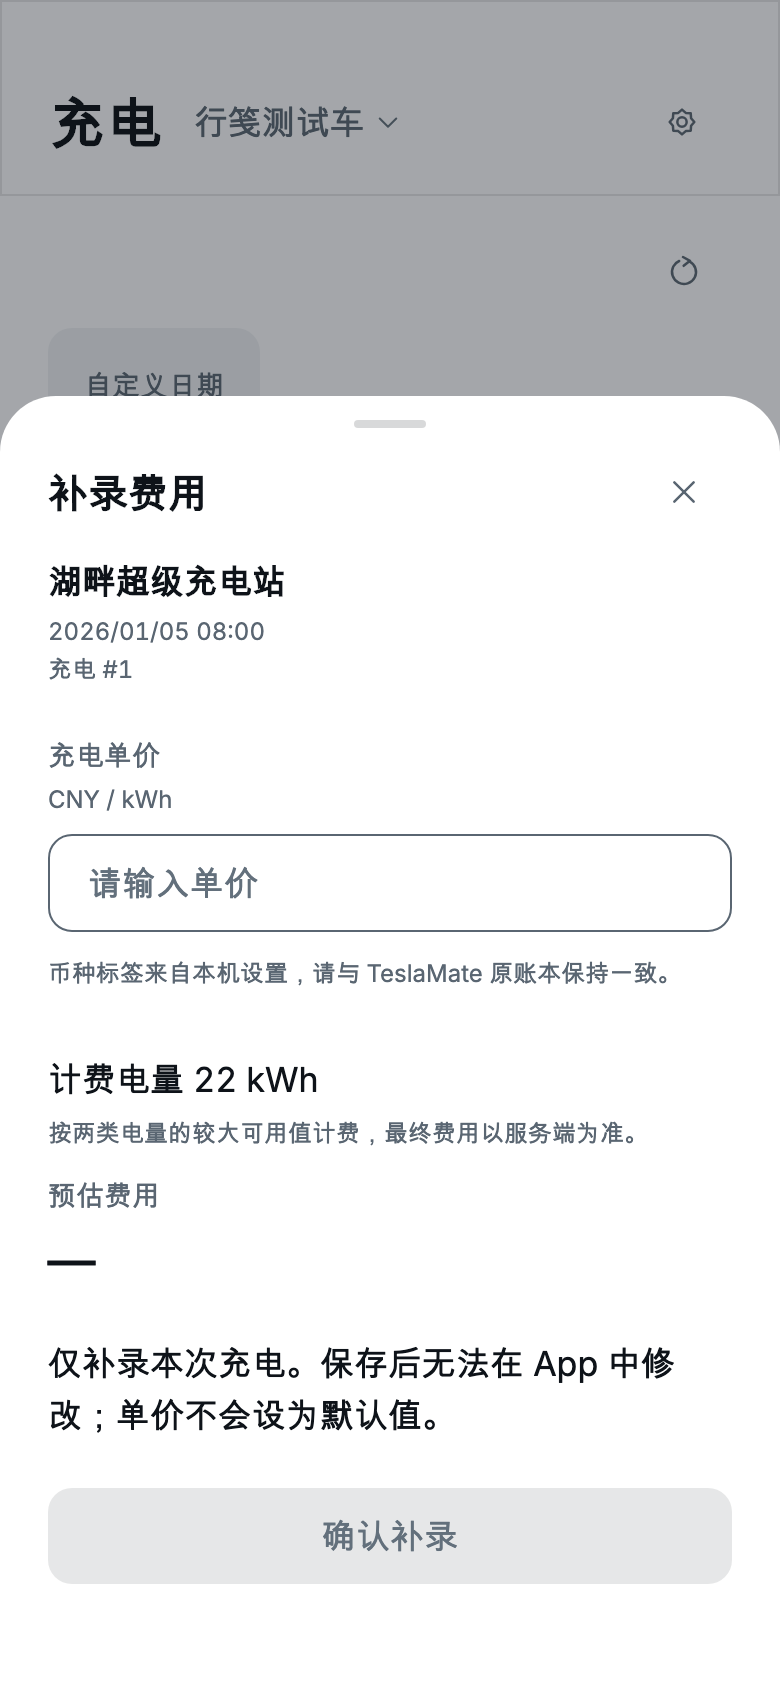 充电 行笺测试车
自定义日期
补录费用
湖畔超级充电站
2026/01/05 08:00
充电 #1
充电单价
CNY / kWh
请输入单价
币种标签来自本机设置，请与 TeslaMate 原账本保持一致。
计费电量 22 kWh
按两类电量的较大可用值计费，最终费用以服务端为准。
预估费用
—
仅补录本次充电。保存后无法在 App 中修
改；单价不会设为默认值。
确认补录